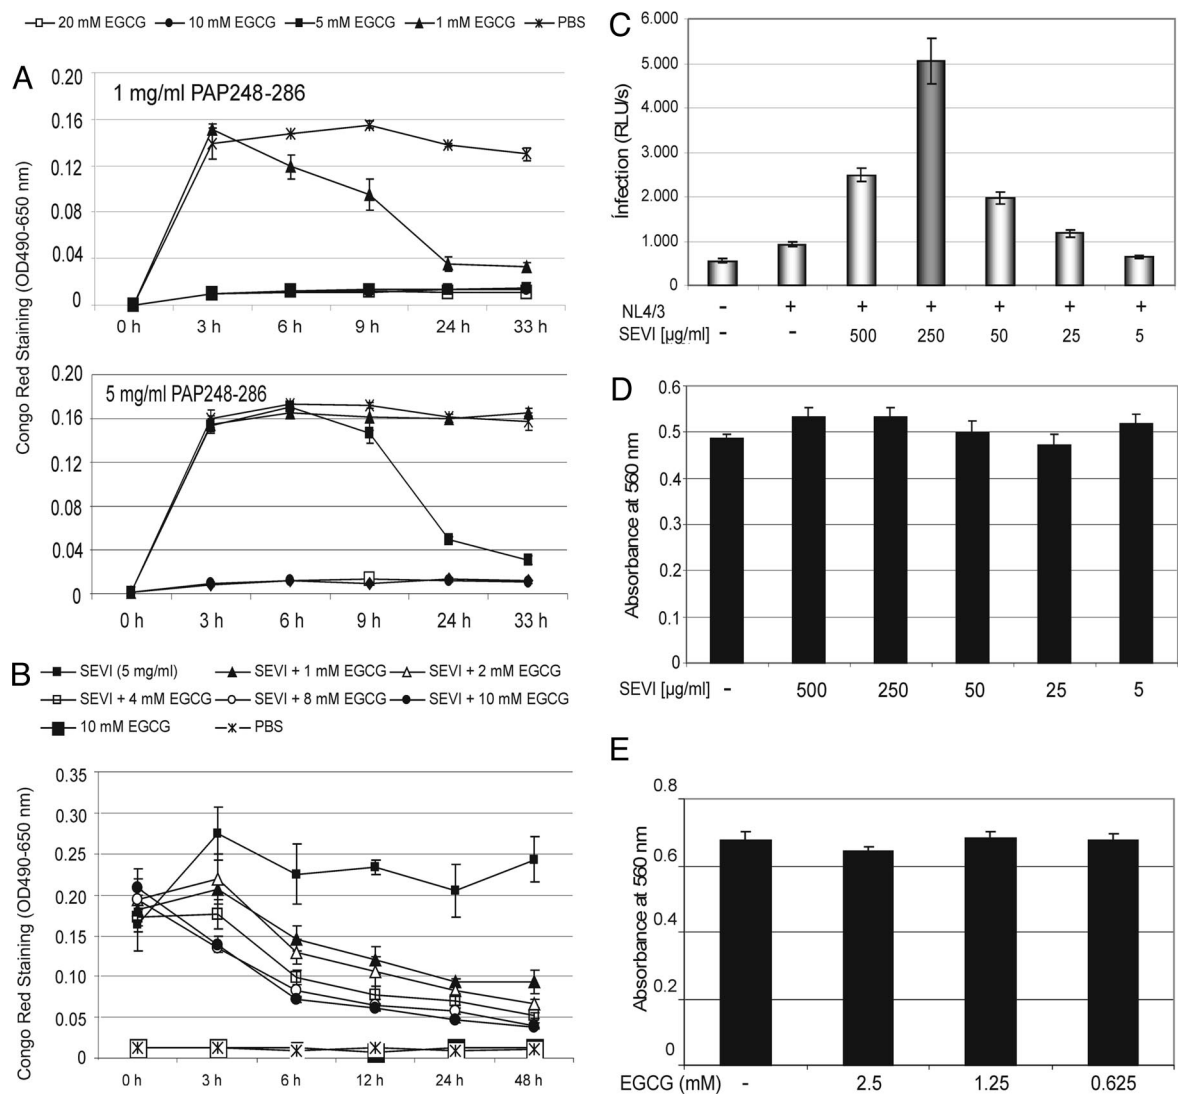 20 mM EGCG 10 mM EGCG 5 mM EGCG 1 mM EGCG PBS
A
1 mg/ml PAP248-286
Congo Red Staining (OD490-650 nm)
0.20
0.16
0.12
0.08
0.04
0
0 h 3 h 6 h 9 h 24 h 33 h
5 mg/ml PAP248-286
0.20
0.16
0.12
0.08
0.04
0
0 h 3 h 6 h 9 h 24 h 33 h
B
SEVI (5 mg/ml) SEVI + 1 mM EGCG SEVI + 2 mM EGCG
SEVI + 4 mM EGCG SEVI + 8 mM EGCG SEVI + 10 mM EGCG
10 mM EGCG PBS
Congo Red Staining (OD490-650 nm)
0.35
0.30
0.25
0.20
0.15
0.10
0.05
0.00
0 h 3 h 6 h 12 h 24 h 48 h
C
Ínfection (RLU/s)
6.000
5.000
4.000
3.000
2.000
1.000
0
NL4/3 - + + + + + +
SEVI [µg/ml] - - 500 250 50 25 5
D
Absorbance at 560 nm
0.6
0.5
0.4
0.3
0.2
0.1
0
SEVI [µg/ml] - 500 250 50 25 5
E
Absorbance at 560 nm
0.8
0.6
0.4
0.2
0
EGCG (mM) - 2.5 1.25 0.625